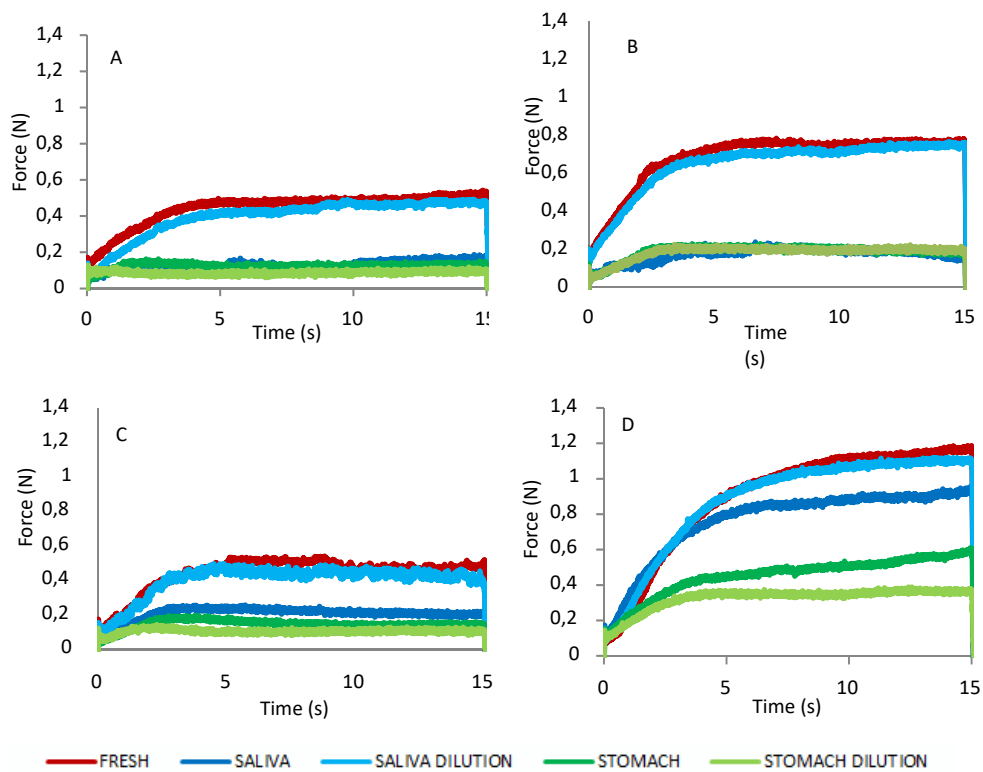 A
1,4
1,2
1
0,8
0,6
0,4
0,2
0
Force (N)
0 5 10 15
Time (s)
B
1,4
1,2
1
0,8
0,6
0,4
0,2
0
Force (N)
0 5 10 15
Time
(s)
C
1,4
1,2
1
0,8
0,6
0,4
0,2
0
Force (N)
0 5 10 15
Time (s)
D
1,4
1,2
1
0,8
0,6
0,4
0,2
0
Force (N)
0 5 10 15
Time (s)
FRESH SALIVA SALIVA DILUTION STOMACH STOMACH DILUTION